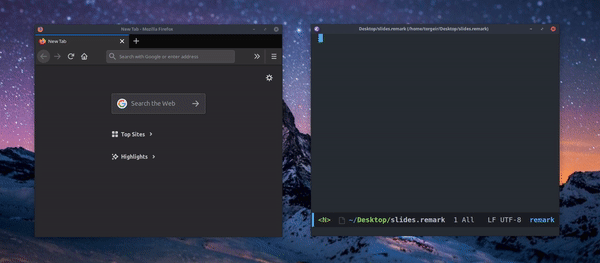 New Tab - Mozilla Firefox
New Tab
Search with Google or enter address
Search the Web
Top Sites
Highlights
Desktop/slides.remark (/home/torgeir/Desktop/slides.remark)
<N> ~/Desktop/slides.remark 1 All LF UTF-8 remark